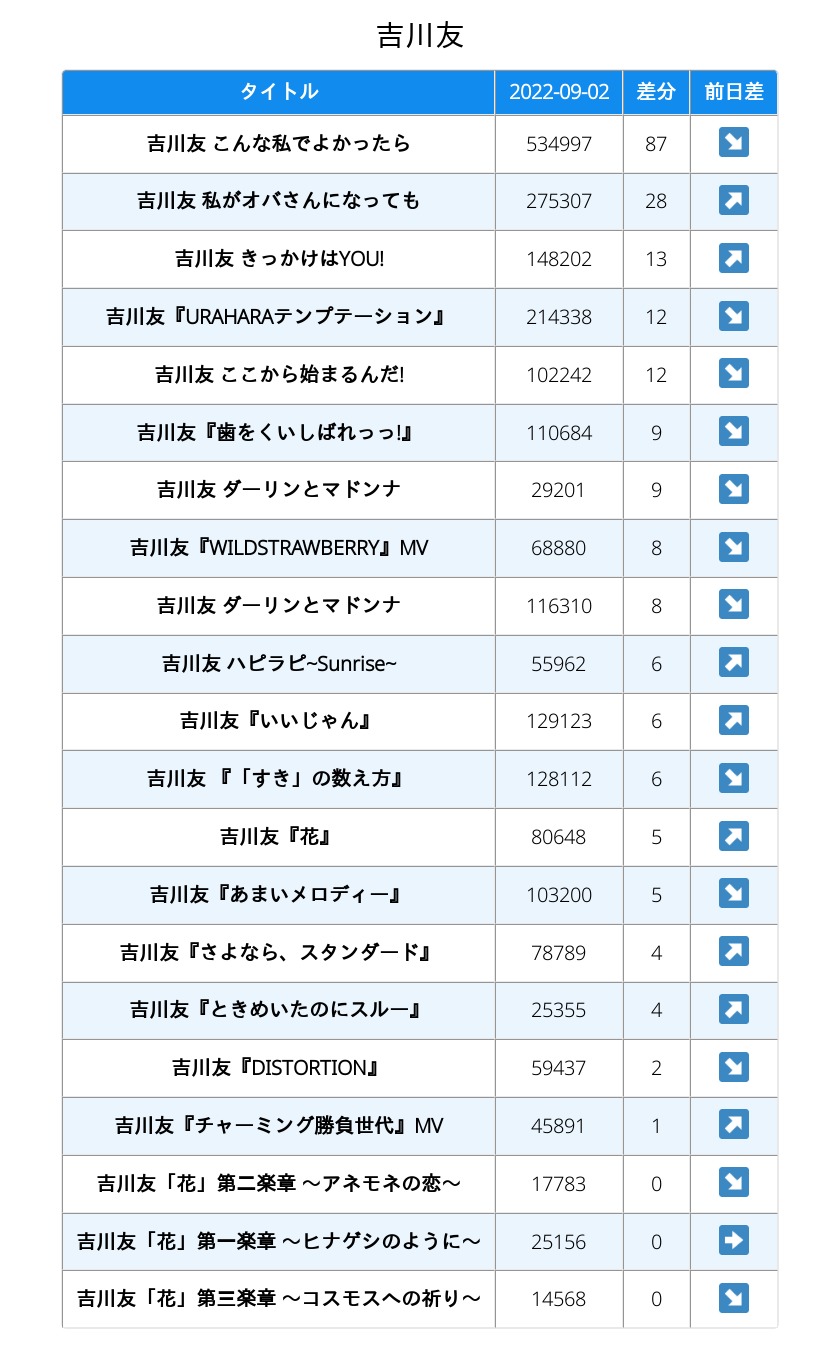 吉川友
タイトル 2022-09-02 差分 前日差
吉川友 こんな私でよかったら 534997 87 ↘
吉川友 私がオバさんになっても 275307 28 ↗
吉川友 きっかけはYOU! 148202 13 ↗
吉川友『URAHARAテンプテーション』 214338 12 ↘
吉川友 ここから始まるんだ! 102242 12 ↘
吉川友『歯をくいしばれっっ!』 110684 9 ↘
吉川友 ダーリンとマドンナ 29201 9 ↘
吉川友『WILDSTRAWBERRY』MV 68880 8 ↘
吉川友 ダーリンとマドンナ 116310 8 ↘
吉川友 ハピラピ~Sunrise~ 55962 6 ↗
吉川友『いいじゃん』 129123 6 ↗
吉川友 『「すき」の数え方』 128112 6 ↘
吉川友『花』 80648 5 ↗
吉川友『あまいメロディー』 103200 5 ↘
吉川友『さよなら、スタンダード』 78789 4 ↗
吉川友『ときめいたのにスルー』 25355 4 ↗
吉川友『DISTORTION』 59437 2 ↘
吉川友『チャーミング勝負世代』MV 45891 1 ↗
吉川友「花」第二楽章 〜アネモネの恋〜 17783 0 ↘
吉川友「花」第一楽章 〜ヒナゲシのように〜 25156 0 →
吉川友「花」第三楽章 〜コスモスへの祈り〜 14568 0 ↘